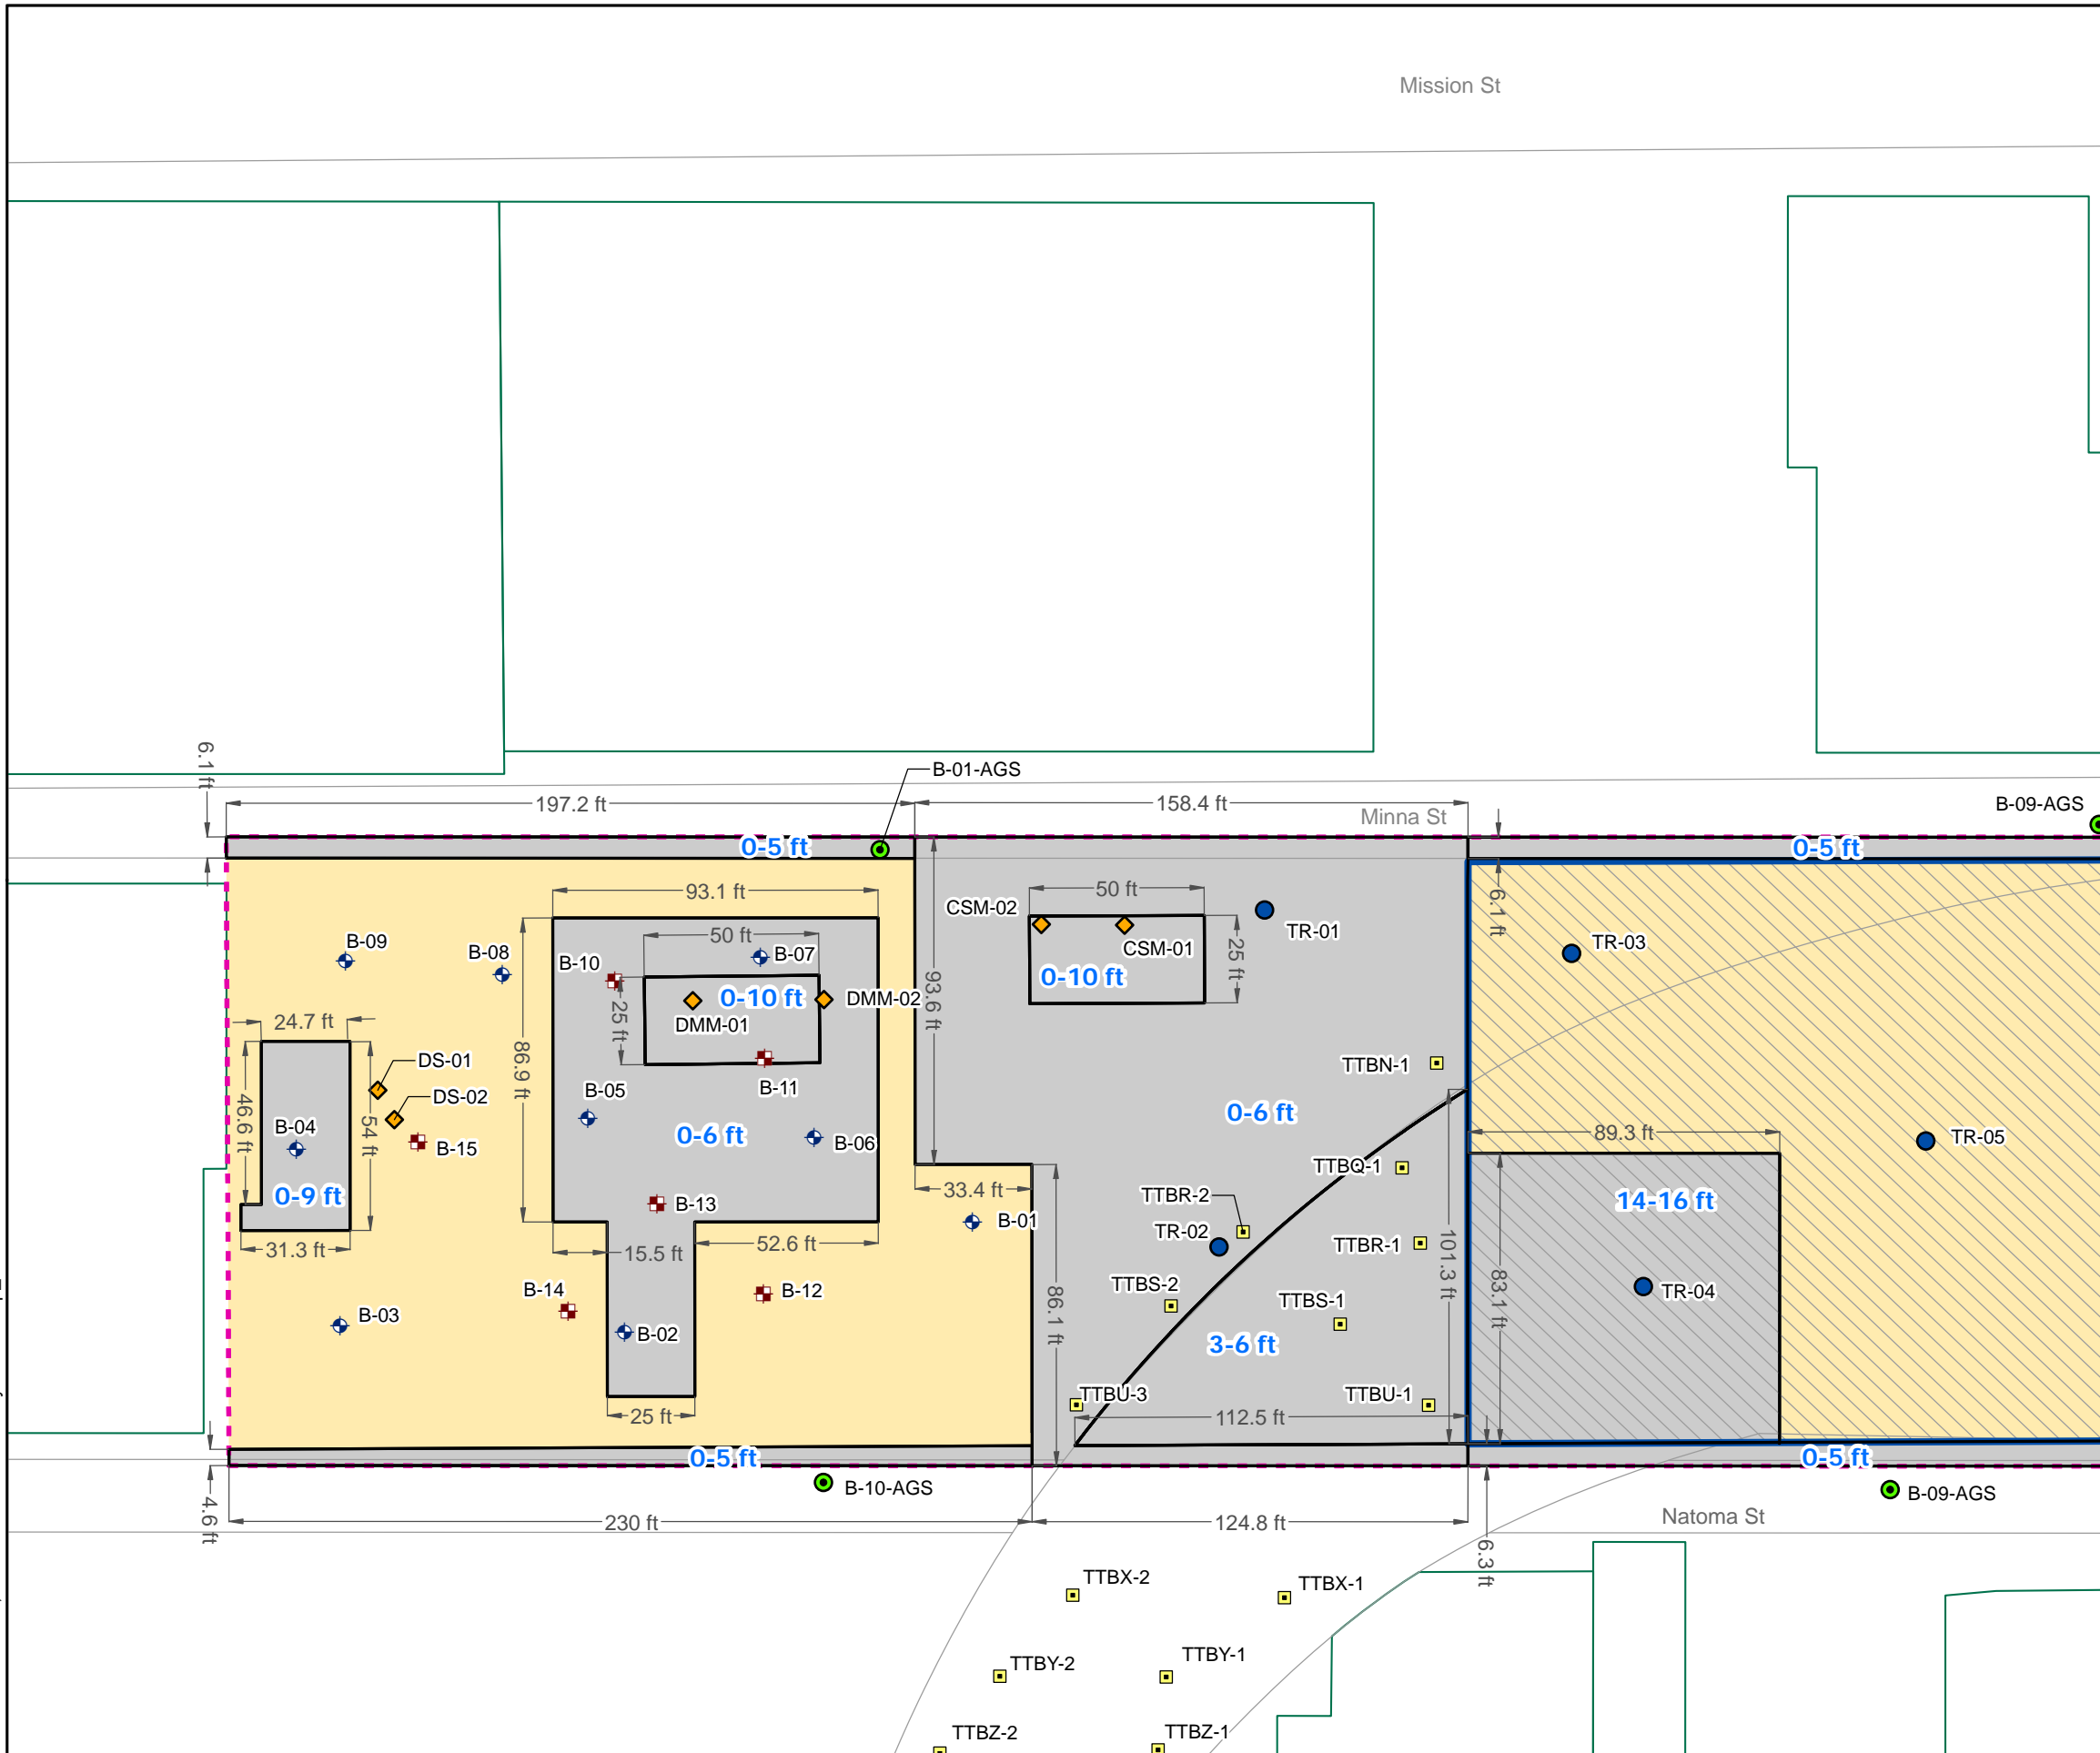 Mission St
6.1 ft
B-01-AGS
197.2 ft
158.4 ft
B-09-AGS
Minna St
0-5 ft
0-5 ft
93.1 ft
50 ft
CSM-02
6.1 ft
TR-01
50 ft
B-09
B-08
B-10
B-07
CSM-01
25 ft
TR-03
0-10 ft
0-10 ft
DMM-02
93.6 ft
24.7 ft
25 ft
DMM-01
DS-01
86.9 ft
B-11
TTBN-1
DS-02
B-05
46.6 ft
54 ft
B-04
B-15
0-6 ft
B-06
0-6 ft
89.3 ft
TR-05
TTBQ-1
0-9 ft
33.4 ft
TTBR-2
14-16 ft
B-13
B-01
TR-02
31.3 ft
15.5 ft
52.6 ft
TTBR-1
101.3 ft
B-14
B-12
86.1 ft
TTBS-2
TTBS-1
83.1 ft
TR-04
B-03
B-02
3-6 ft
TTBU-3
TTBU-1
25 ft
112.5 ft
0-5 ft
0-5 ft
B-10-AGS
B-09-AGS
4.6 ft
230 ft
124.8 ft
Natoma St
6.3 ft
TTBX-2
TTBX-1
TTBY-2
TTBY-1
TTBZ-2
TTBZ-1